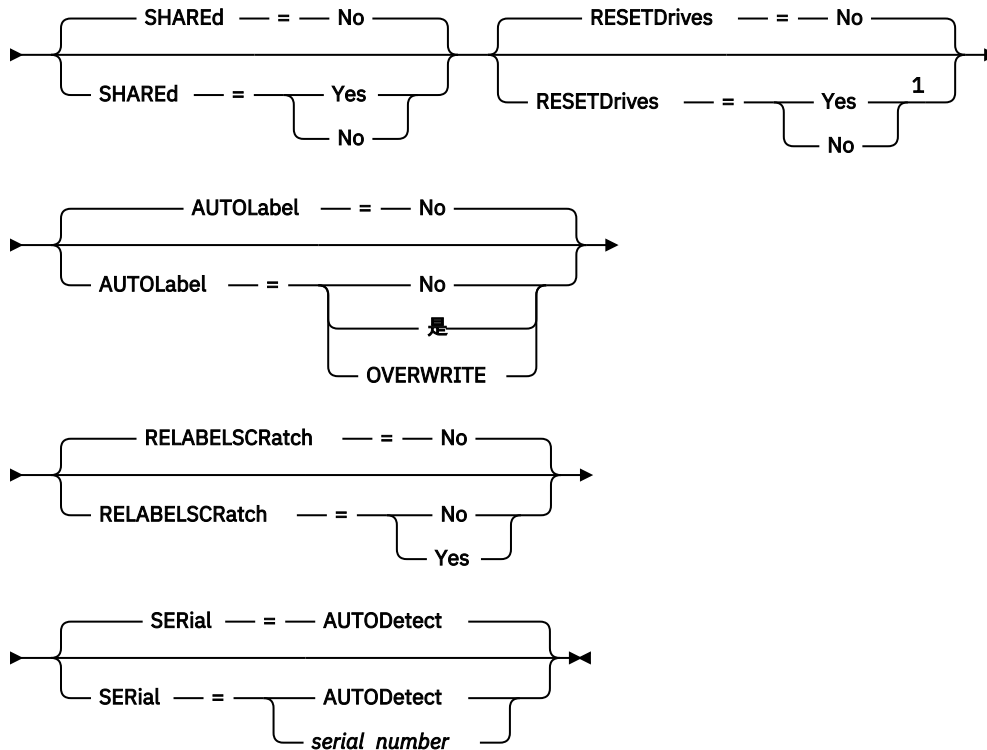 SHAREd = No RESETDrives = No
SHAREd = Yes RESETDrives = Yes 1
No No
AUTOLabel = No
AUTOLabel = No
是
OVERWRITE
RELABELSCRatch = No
RELABELSCRatch = No
Yes
SERial = AUTODetect
SERial = AUTODetect
serial number